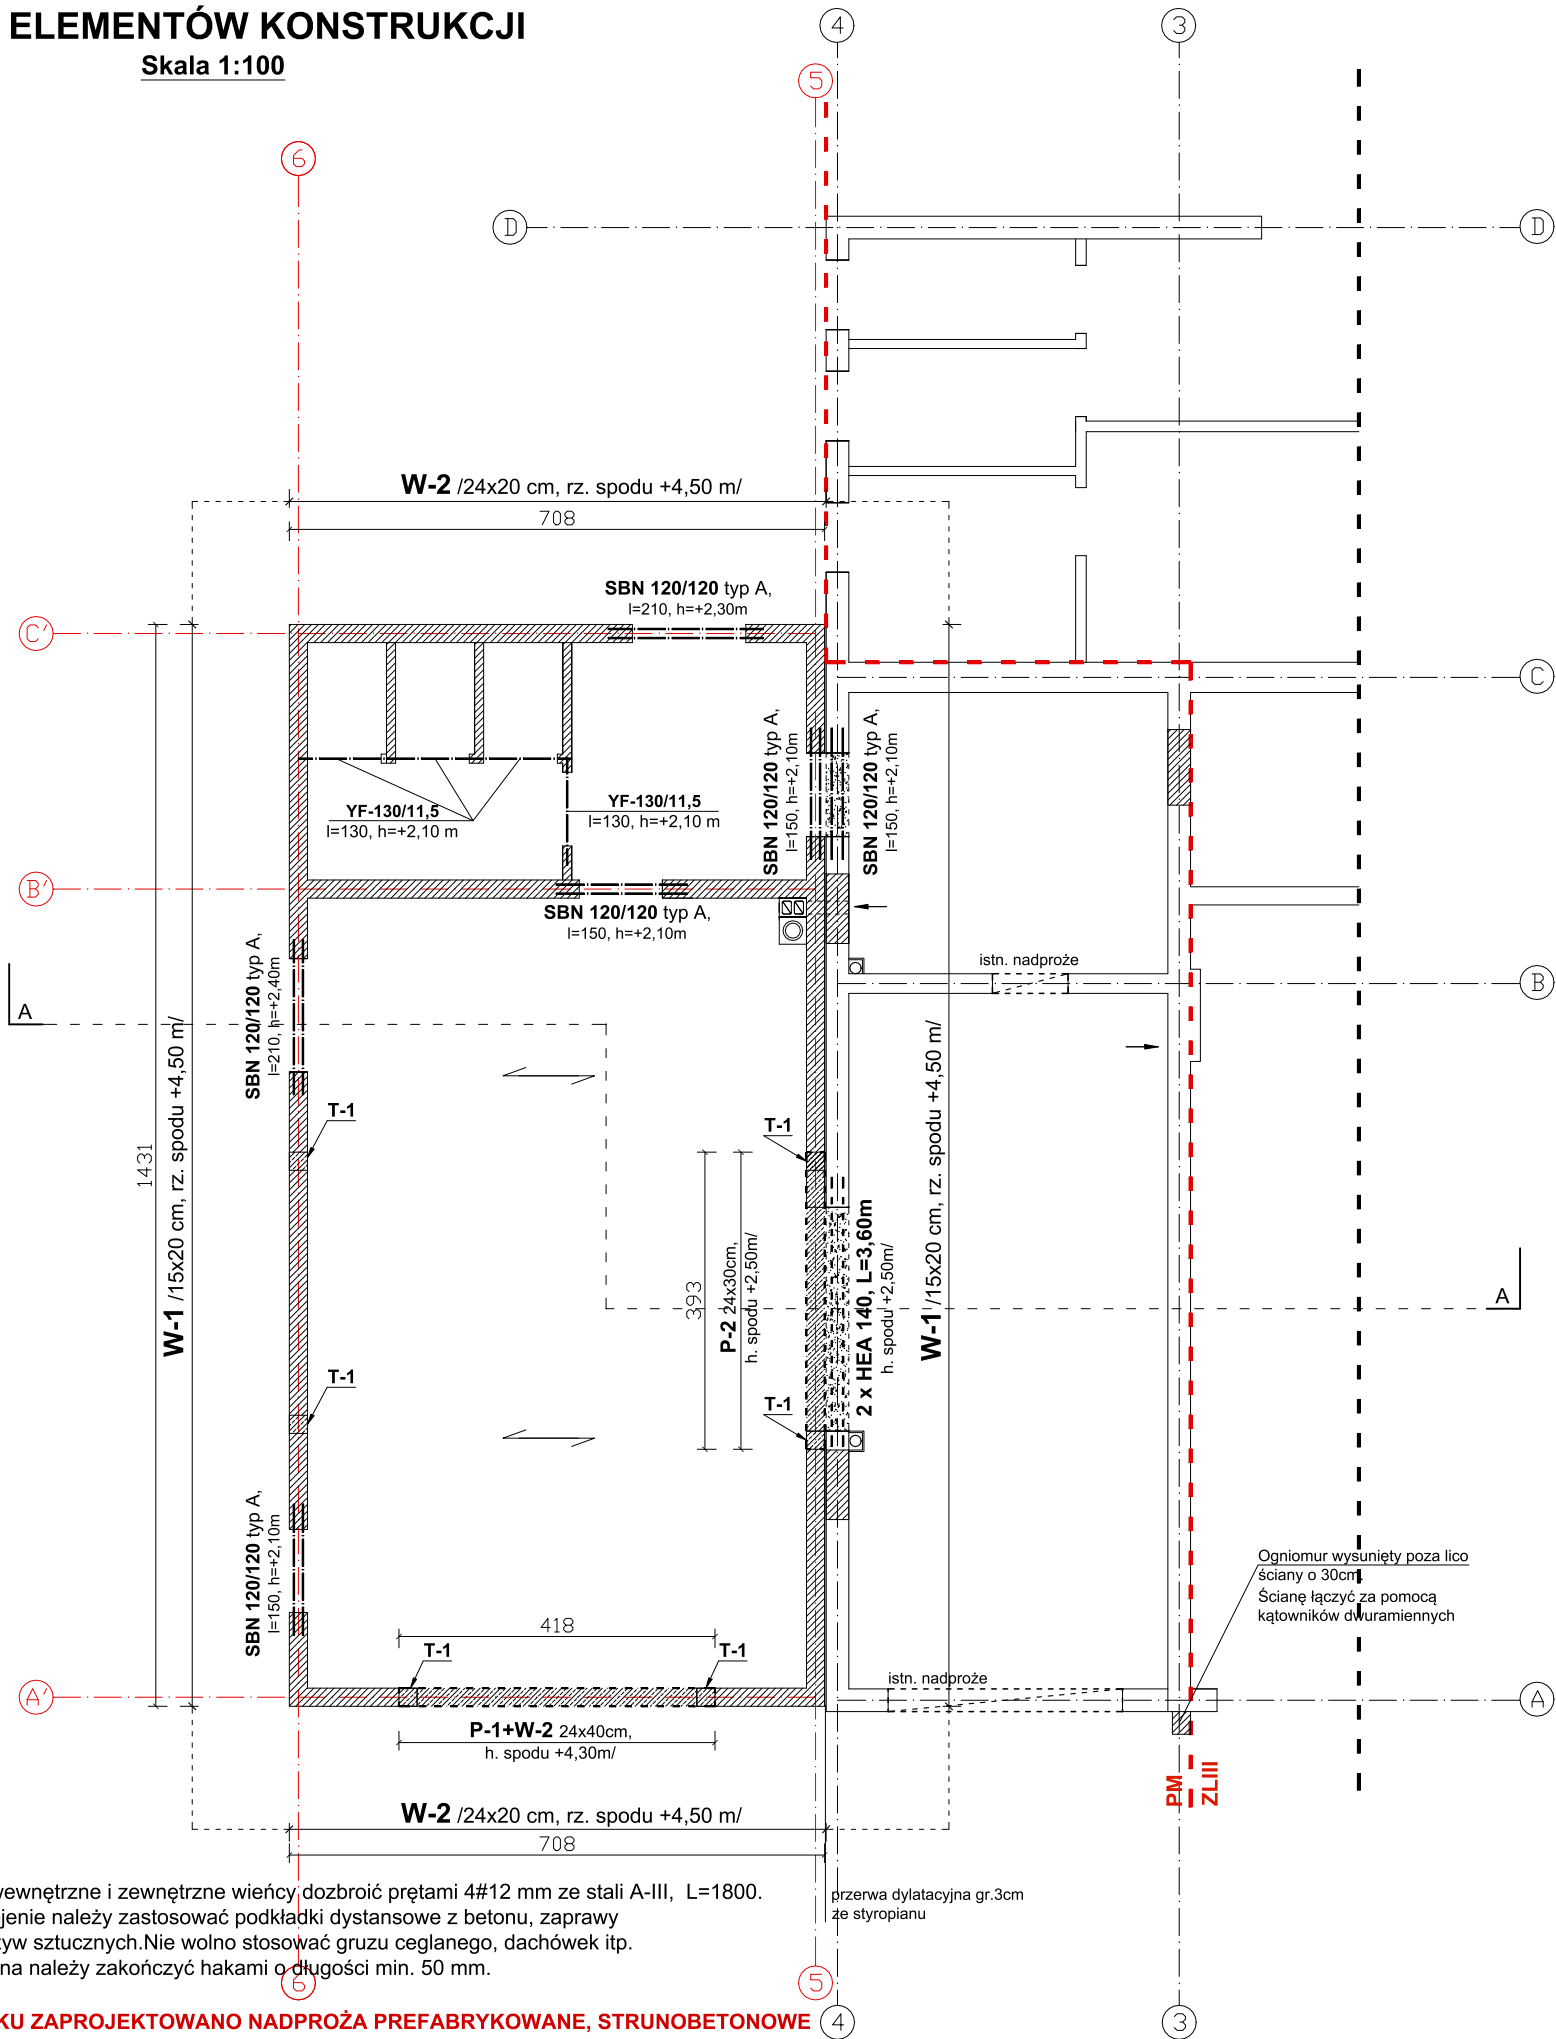 ELEMENTÓW KONSTRUKCJI
Skala 1:100
4
3
5
6
D
D
W-2 /24x20 cm, rz. spodu +4,50 m/
708
SBN 120/120 typ A,
l=210, h=+2,30m
C'
C
SBN 120/120 typ A,
l=150, h=+2,10m
SBN 120/120 typ A,
l=150, h=+2,10m
YF-130/11,5
l=130, h=+2,10 m
YF-130/11,5
l=130, h=+2,10 m
B'
SBN 120/120 typ A,
l=150, h=+2,10m
istn. nadproże
B
SBN 120/120 typ A,
l=210, h=+2,40m
A
1431
W-1 /15x20 cm, rz. spodu +4,50 m/
T-1
T-1
393
P-2 24x30cm,
h. spodu +2,50m/
2 x HEA 140, L=3,60m
h. spodu +2,50m/
W-1 /15x20 cm, rz. spodu +4,50 m/
A
T-1
T-1
SBN 120/120 typ A,
l=150, h=+2,10m
Ogniomur wysunięty poza lico
ściany o 30cm.
Ścianę łączyć za pomocą
kątowników dwuramiennych
418
T-1
T-1
istn. nadproże
A'
A
P-1+W-2 24x40cm,
h. spodu +4,30m/
PM
ZLIII
W-2 /24x20 cm, rz. spodu +4,50 m/
708
wewnętrzne i zewnętrzne wieńcy dozbroić prętami 4#12 mm ze stali A-III, L=1800.
jenie należy zastosować podkładki dystansowe z betonu, zaprawy
yw sztucznych.Nie wolno stosować gruzu ceglanego, dachówek itp.
na należy zakończyć hakami o długości min. 50 mm.
przerwa dylatacyjna gr.3cm
ze styropianu
6
5
KU ZAPROJEKTOWANO NADPROŻA PREFABRYKOWANE, STRUNOBETONOWE
4
3